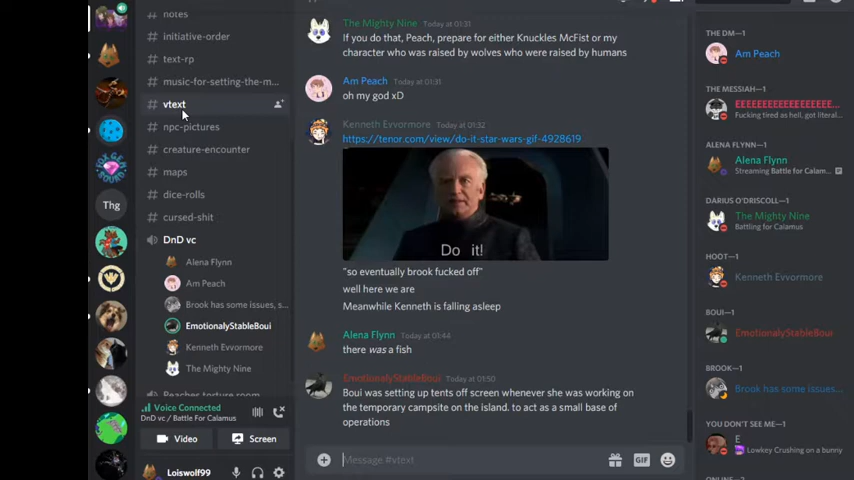 notes
# initiative-order
# text-rp
# music-for-setting-the-m...
# vtext
# npc-pictures
# creature-encounter
# maps
# dice-rolls
# cursed-shit
DnD vc
Alena Flynn
Am Peach
Brook has some issues, s...
EmotionalyStableBoui
Kenneth Evvormore
The Mighty Nine
Peaches torture room
Voice Connected
DnD vc / Battle For Calamus
Video
Screen
Loiswolf99
Thg
The Mighty Nine Today at 01:31
If you do that, Peach, prepare for either Knuckles McFist or my
character who was raised by wolves who were raised by humans
Am Peach Today at 01:31
oh my god xD
Kenneth Evvormore Today at 01:32
https://tenor.com/view/do-it-star-wars-gif-4928619
Do it!
"so eventually brook fucked off"
well here we are
Meanwhile Kenneth is falling asleep
Alena Flynn Today at 01:44
there was a fish
EmotionalyStableBoui Today at 01:50
Boui was setting up tents off screen whenever she was working on
the temporary campsite on the island. to act as a small base of
operations
Message #vtext
GIF
THE DM—1
Am Peach
THE MESSIAH—1
EEEEEEEEEEEEEEEEEEE...
Fucking tired as hell, got literal...
ALENA FLYNN—1
Alena Flynn
Streaming Battle for Calam...
DARIUS O'DRISCOLL—1
The Mighty Nine
Battling for Calamus
HOOT—1
Kenneth Evvormore
BOUI—1
EmotionalyStableBoui
BROOK—1
Brook has some issues...
YOU DON'T SEE ME—1
E
Lowkey Crushing on a bunny